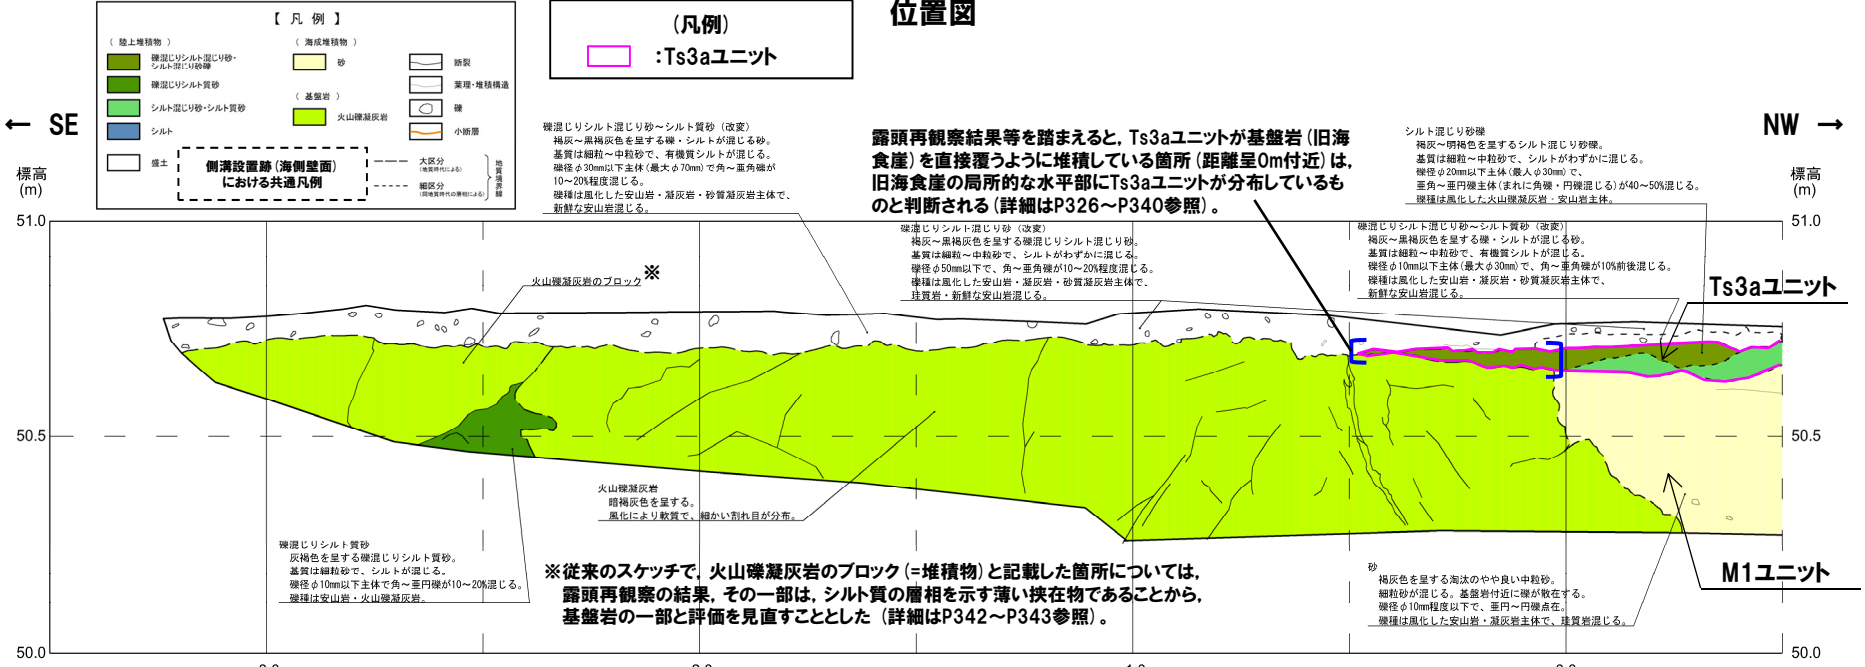 位置図
【 凡 例 】
( 陸上堆積物 )
礫混じりシルト混じり砂・
シルト混じり砂礫
礫混じりシルト質砂
シルト混じり砂・シルト質砂
シルト
盛土
( 海成堆積物 )
砂
( 基盤岩 )
火山礫凝灰岩
断裂
葉理・堆積構造
礫
小断層
側溝設置跡(海側壁面)
における共通凡例
大区分
(地質時代による)
細区分
(同地質時代の層相による)
地質境界線
(凡例)
:Ts3aユニット
← SE
NW →
標高
(m)
標高
(m)
51.0
51.0
50.5
50.5
50.0
50.0
礫混じりシルト混じり砂～シルト質砂(改変)
褐灰～黒褐灰色を呈する礫・シルトが混じる砂。
基質は細粒～中粒砂で、有機質シルトが混じる。
礫径φ30mm以下主体(最大φ70mm)で角～亜角礫が
10～20%程度混じる。
礫種は風化した安山岩・凝灰岩・砂質凝灰岩主体で、
新鮮な安山岩混じる。
露頭再観察結果等を踏まえると，Ts3aユニットが基盤岩(旧海
食崖)を直接覆うように堆積している箇所(距離呈0m付近)は，
旧海食崖の局所的な水平部にTs3aユニットが分布しているも
のと判断される(詳細はP326～P340参照)。
シルト混じり砂礫
褐灰～明褐色を呈するシルト混じり砂礫。
基質は細粒～中粒砂で、シルトがわずかに混じる。
礫径φ20mm以下主体(最人φ30mm)で、
亜角～亜円礫主体(まれに角礫・円礫混じる)が40～50%混じる。
礫種は風化した火山礫凝灰岩・安山岩主体。
礫混じりシルト混じり砂(改変)
褐灰～黒褐灰色を呈する礫混じりシルト混じり砂。
基質は細粒～中粒砂で、シルトがわずかに混じる。
礫径φ50mm以下で、角～亜角礫が10～20%程度混じる。
礫種は風化した安山岩・凝灰岩・砂質凝灰岩主体で、
珪質岩・新鮮な安山岩混じる。
礫混じりシルト混じり砂～シルト質砂(改変)
褐灰～黒褐灰色を呈する礫・シルトが混じる砂。
基質は細粒～中粒砂で、有機質シルトが混じる。
礫径φ10mm以下主体(最大φ30mm)で、角～亜角礫が10%前後混じる。
礫種は風化した安山岩・凝灰岩・砂質凝灰岩主体で、
新鮮な安山岩混じる。
火山礫凝灰岩のブロック※
Ts3aユニット
火山礫凝灰岩
暗褐灰色を呈する。
風化により軟質で、細かい割れ目が分布。
礫混じりシルト質砂
灰褐色を呈する礫混じりシルト質砂。
基質は細粒砂で、シルトが混じる。
礫径φ10mm以下主体で角～亜円礫が10～20%混じる。
礫種は安山岩・火山礫凝灰岩。
※従来のスケッチで，火山礫凝灰岩のブロック(=堆積物)と記載した箇所については，
露頭再観察の結果，その一部は，シルト質の層相を示す薄い挟在物であることから，
基盤岩の一部と評価を見直すこととした(詳細はP342～P343参照)。
砂
褐灰色を呈する淘汰のやや良い中粒砂。
細粒砂が混じる。基盤岩付近に礫が散在する。
礫径φ10mm程度以下で、亜円～円礫点在。
礫種は風化した安山岩・凝灰岩主体で、珪質岩混じる。
M1ユニット